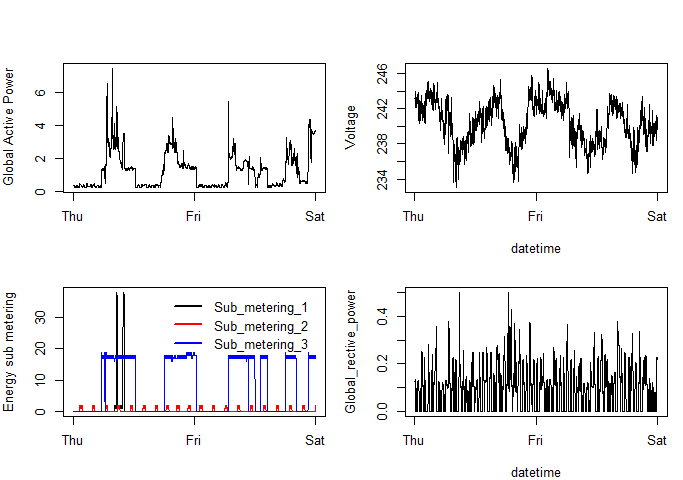 Global Active Power
6
4
2
0
Thu
Fri
Sat
Voltage
246
242
238
234
Thu
Fri
Sat
datetime
Energy sub metering
30
20
10
0
Sub_metering_1
Sub_metering_2
Sub_metering_3
Thu
Fri
Sat
Global_rective_power
0.4
0.2
0.0
Thu
Fri
Sat
datetime